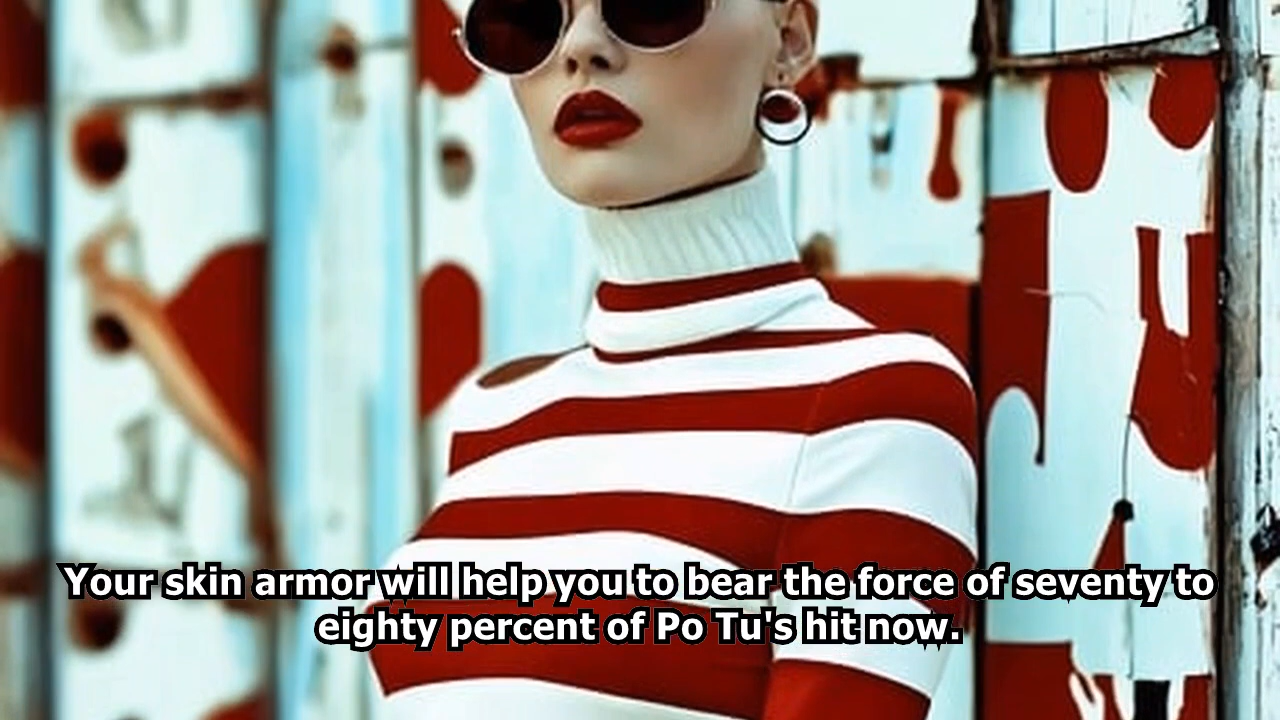 Your skin armor will help you to bear the force of seventy to
eighty percent of Po Tu's hit now.